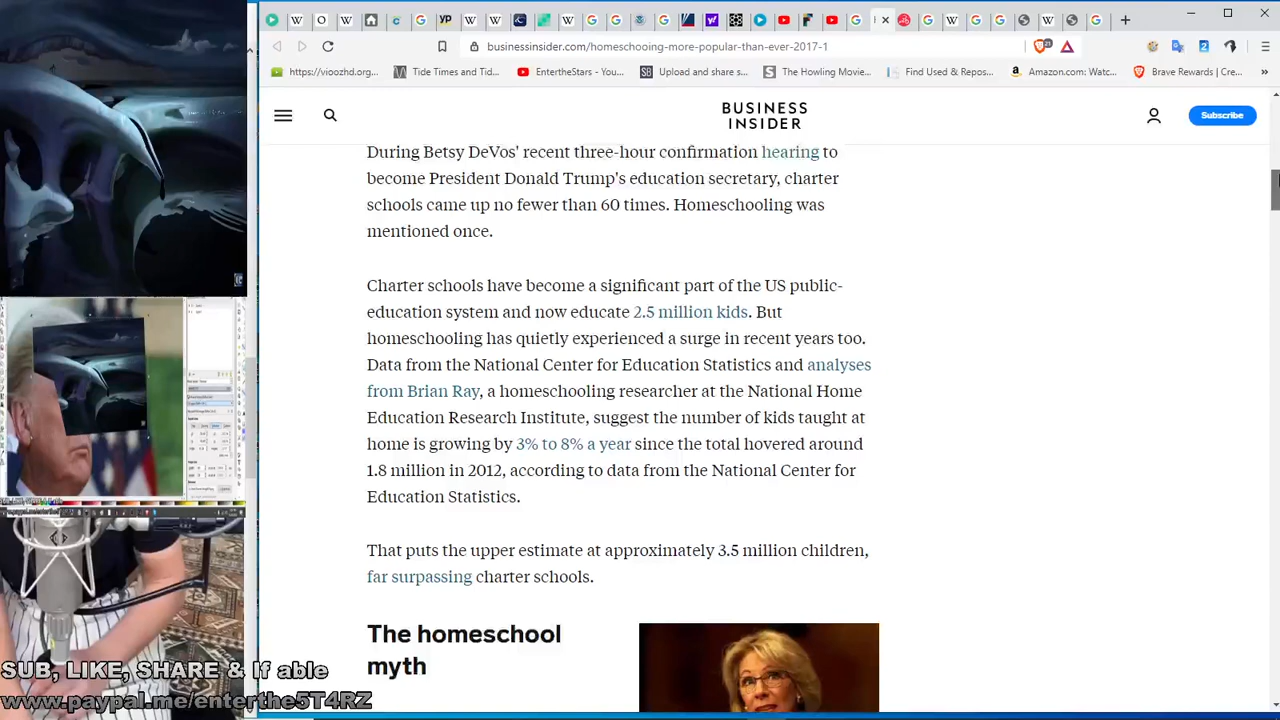 businessinsider.com/homeschooing-more-popular-than-ever-2017-1
https://vioozhd.org...
Tide Times and Tid...
EntertheStars - You...
Upload and share s...
The Howling Movie...
Find Used & Repos...
Amazon.com: Watc...
Brave Rewards | Cre...
BUSINESS
INSIDER
Subscribe
During Betsy DeVos' recent three-hour confirmation hearing to
become President Donald Trump's education secretary, charter
schools came up no fewer than 60 times. Homeschooling was
mentioned once.
Charter schools have become a significant part of the US public-
education system and now educate 2.5 million kids. But
homeschooling has quietly experienced a surge in recent years too.
Data from the National Center for Education Statistics and analyses
from Brian Ray, a homeschooling researcher at the National Home
Education Research Institute, suggest the number of kids taught at
home is growing by 3% to 8% a year since the total hovered around
1.8 million in 2012, according to data from the National Center for
Education Statistics.
That puts the upper estimate at approximately 3.5 million children,
far surpassing charter schools.
The homeschool
myth
SUB, LIKE, SHARE & If able
www.paypal.me/enterthe5T4RZ